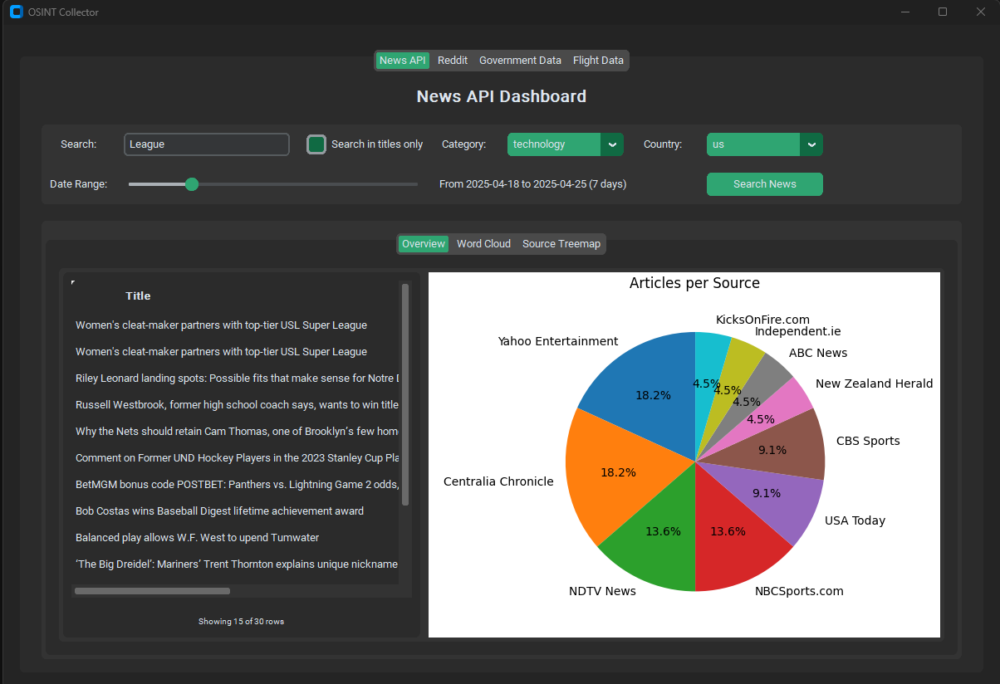 OSINT Collector
News API Reddit Government Data Flight Data
News API Dashboard
Search: League Search in titles only Category: technology Country: us
Date Range: From 2025-04-18 to 2025-04-25 (7 days) Search News
Overview Word Cloud Source Treemap
Title
Women's cleat-maker partners with top-tier USL Super League
Women's cleat-maker partners with top-tier USL Super League
Riley Leonard landing spots: Possible fits that make sense for Notre
Russell Westbrook, former high school coach says, wants to win title
Why the Nets should retain Cam Thomas, one of Brooklyn’s few hom
Comment on Former UND Hockey Players in the 2023 Stanley Cup Pla
BetMGM bonus code POSTBET: Panthers vs. Lightning Game 2 odds,
Bob Costas wins Baseball Digest lifetime achievement award
Balanced play allows W.F. West to upend Tumwater
‘The Big Dreidel’: Mariners’ Trent Thornton explains unique nickname
Showing 15 of 30 rows
Articles per Source
KicksOnFire.com
Independent.ie
Yahoo Entertainment
ABC News
New Zealand Herald
CBS Sports
Centralia Chronicle
USA Today
NDTV News
NBCSports.com
4.5%
4.5%
18.2%
4.5%
4.5%
9.1%
18.2%
9.1%
13.6%
13.6%